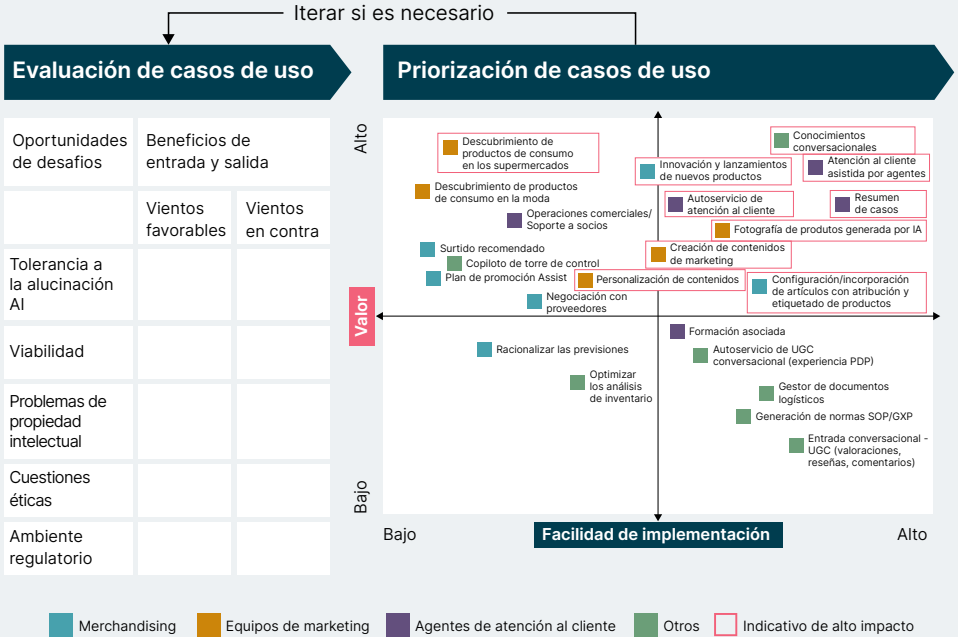 Iterar si es necesario
Evaluación de casos de uso
Oportunidades
de desafios
Beneficios de
entrada y salida
Vientos
favorables
Vientos
en contra
Tolerancia a
la alucinación
AI
Viabilidad
Problemas de
propiedad
intelectual
Cuestiones
éticas
Ambiente
regulatorio
Priorización de casos de uso
Alto
Valor
Bajo
Descubrimiento de
productos de consumo
en los supermercados
Descubrimiento de productos
de consumo en la moda
Operaciones comerciales/
Soporte a socios
Surtido recomendado
Copiloto de torre de control
Plan de promoción Assist
Negociación con
proveedores
Personalización de contenidos
Conocimientos
conversacionales
Innovación y lanzamientos
de nuevos productos
Atención al cliente
asistida por agentes
Autoservicio de
atención al cliente
Resumen
de casos
Fotografía de produtos generada por IA
Creación de contenidos
de marketing
Configuración/incorporación
de artículos con atribución y
etiquetado de productos
Racionalizar las previsiones
Optimizar
los análisis
de inventario
Formación asociada
Autoservicio de UGC
conversacional (experiencia PDP)
Gestor de documentos
logísticos
Generación de normas SOP/GXP
Entrada conversacional -
UGC (valoraciones,
reseñas, comentarios)
Bajo
Facilidad de implementación
Alto
Merchandising
Equipos de marketing
Agentes de atención al cliente
Otros
Indicativo de alto impacto